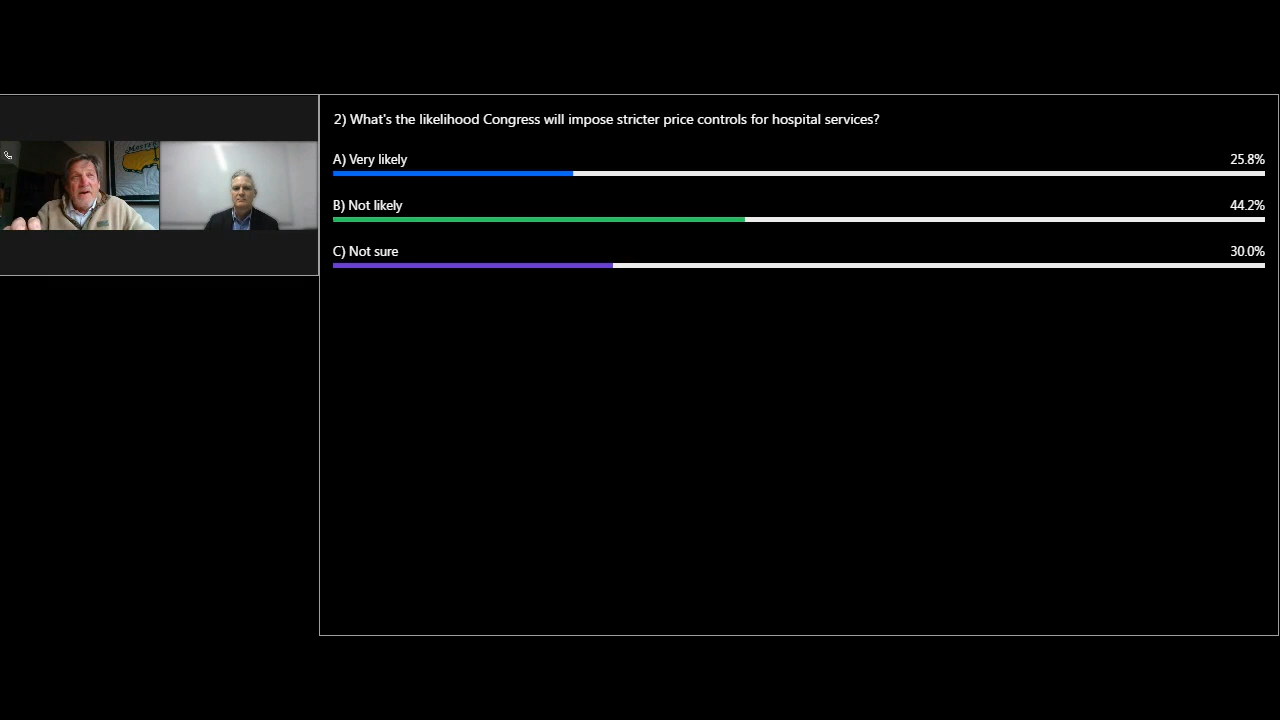 2) What's the likelihood Congress will impose stricter price controls for hospital services?
A) Very likely 25.8%
B) Not likely 44.2%
C) Not sure 30.0%